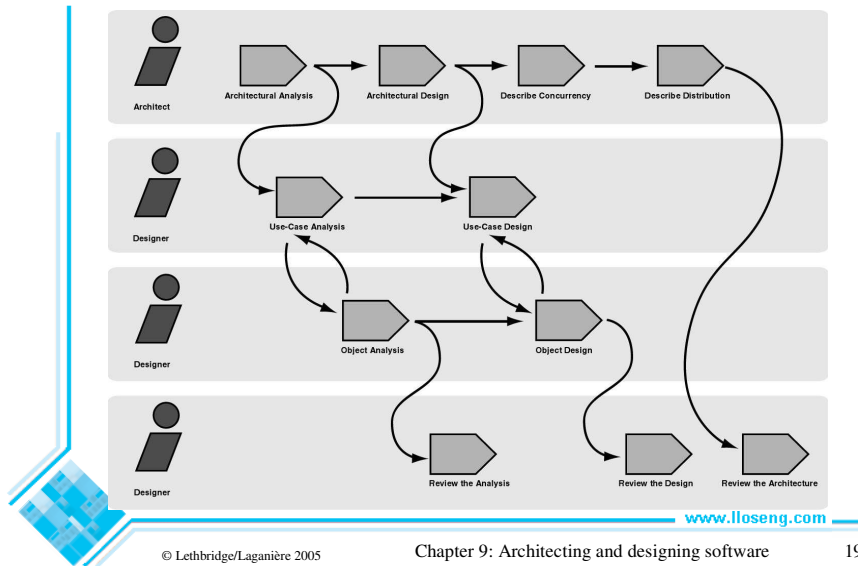 Architect
Architectural Analysis
Architectural Design
Describe Concurrency
Describe Distribution
Designer
Use-Case Analysis
Use-Case Design
Designer
Object Analysis
Object Design
Designer
Review the Analysis
Review the Design
Review the Architecture
www.lloseng.com
© Lethbridge/Laganière 2005
Chapter 9: Architecting and designing software
19